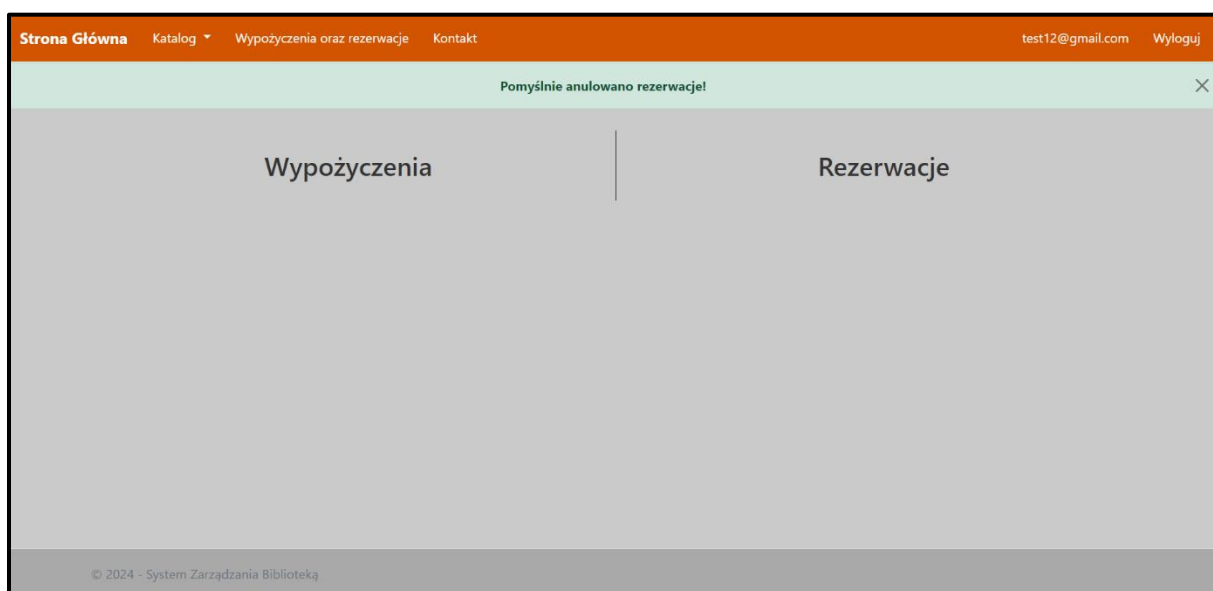 Strona Główna Katalog Wypożyczenia oraz rezerwacje Kontakt test12@gmail.com Wyloguj
Pomyślnie anulowano rezerwacje!
Wypożyczenia Rezerwacje
© 2024 - System Zarządzania Biblioteką